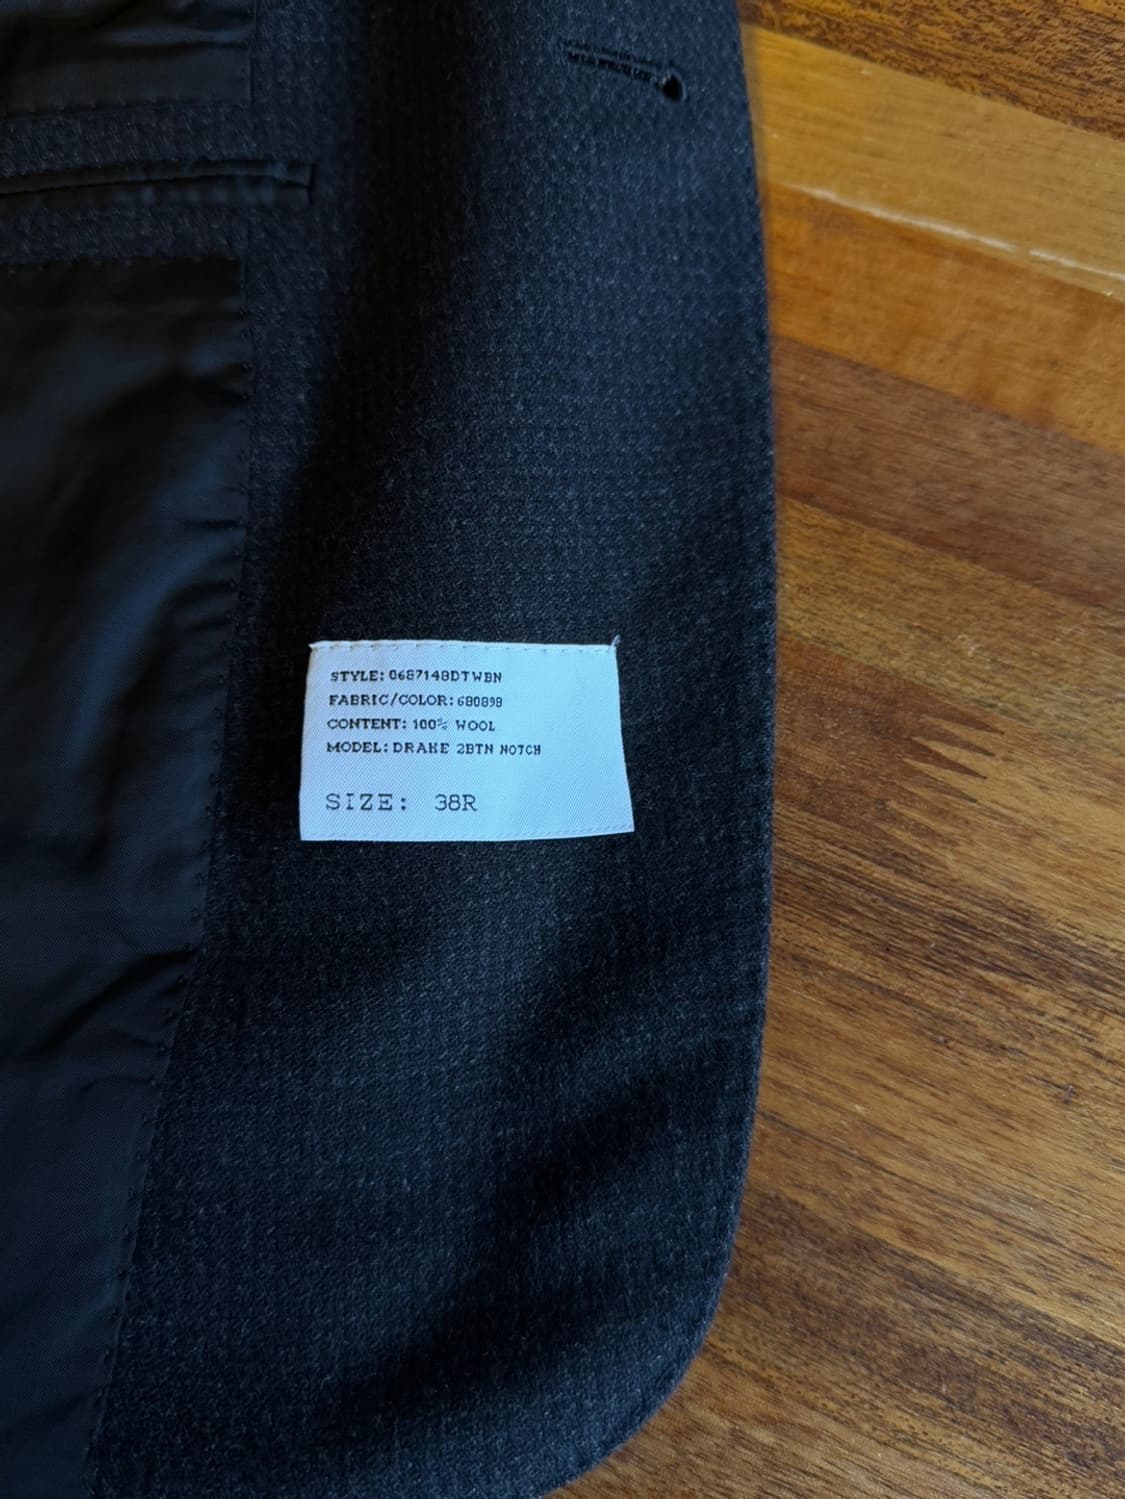 STYLE: 0687148DTWBN
FABRIC/COLOR: 680898
CONTENT: 100% WOOL
MODEL: DRAKE 2BTN NOTCH
SIZE: 38R